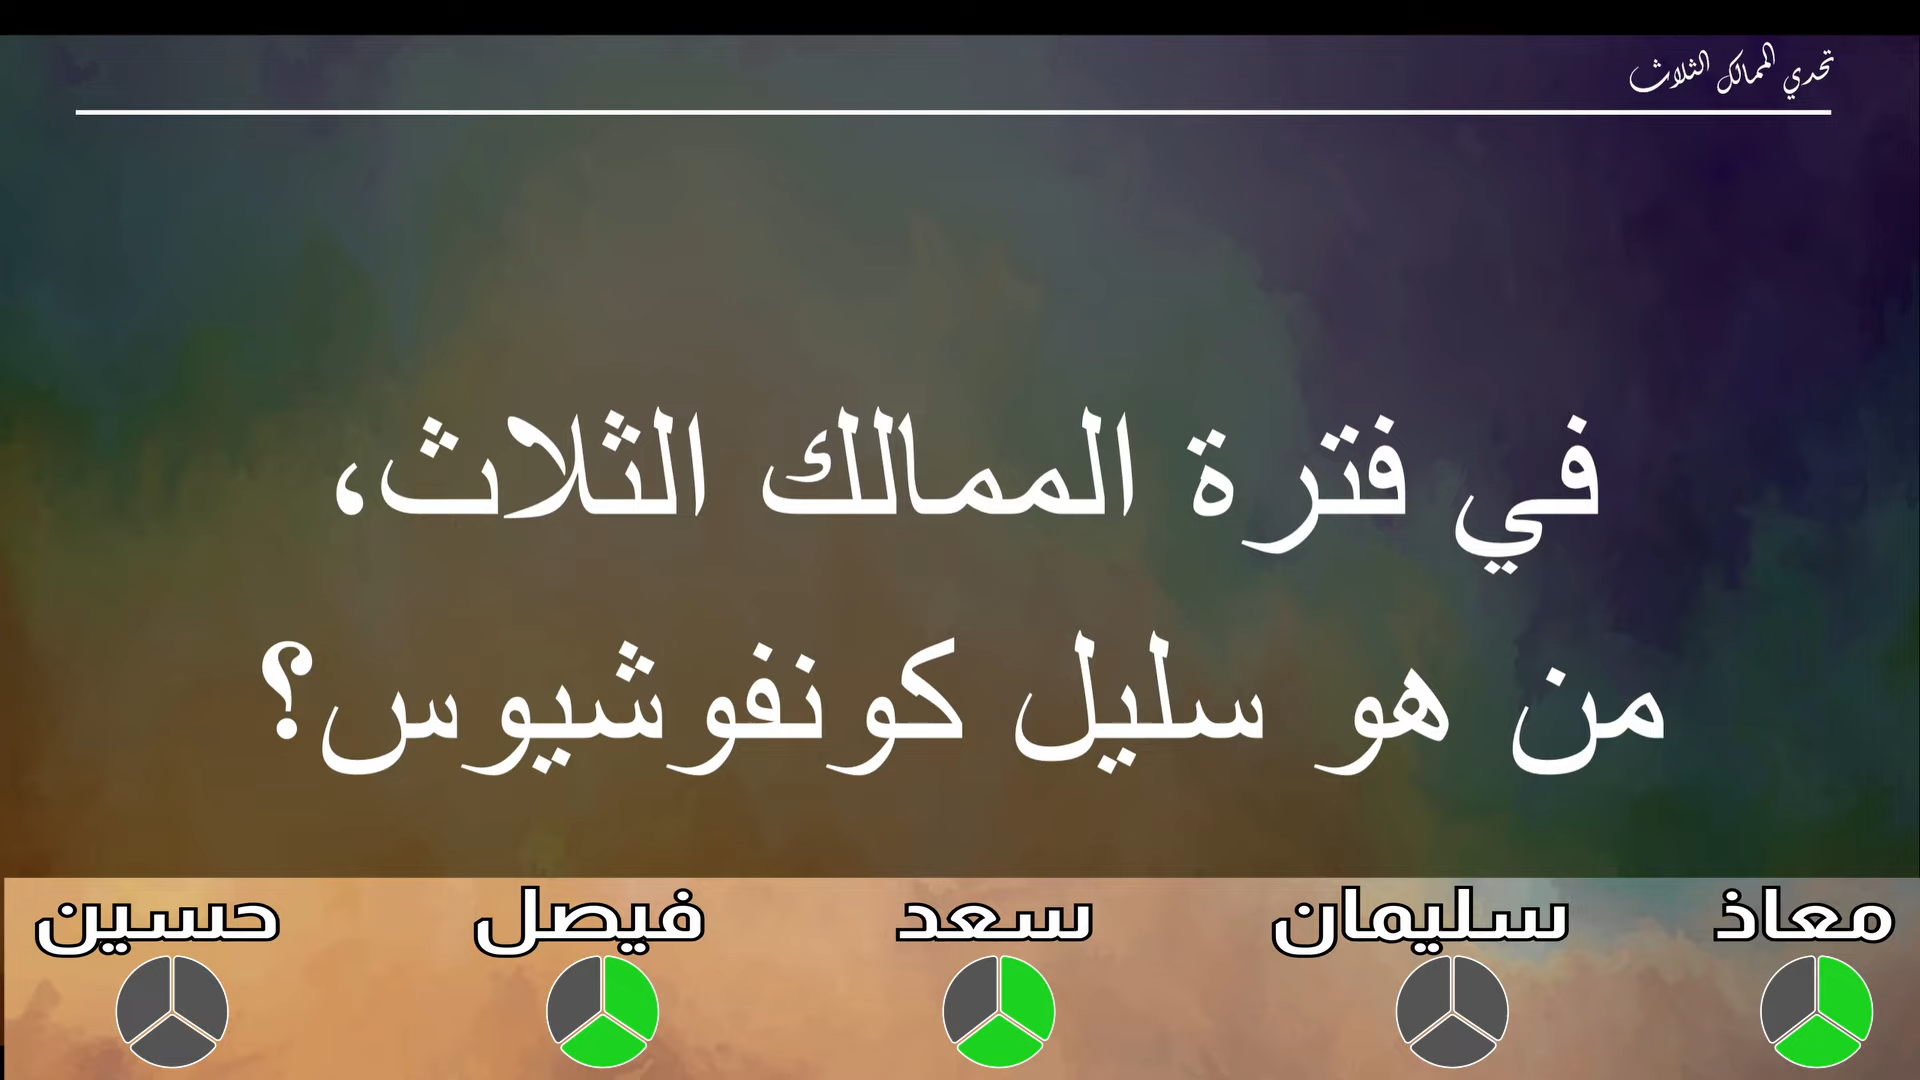 تحدي الممالك الثلاث
في فترة الممالك الثلاث،
من هو سليل كونفوشيوس؟
معاذ
سليمان
سعد
فيصل
حسين